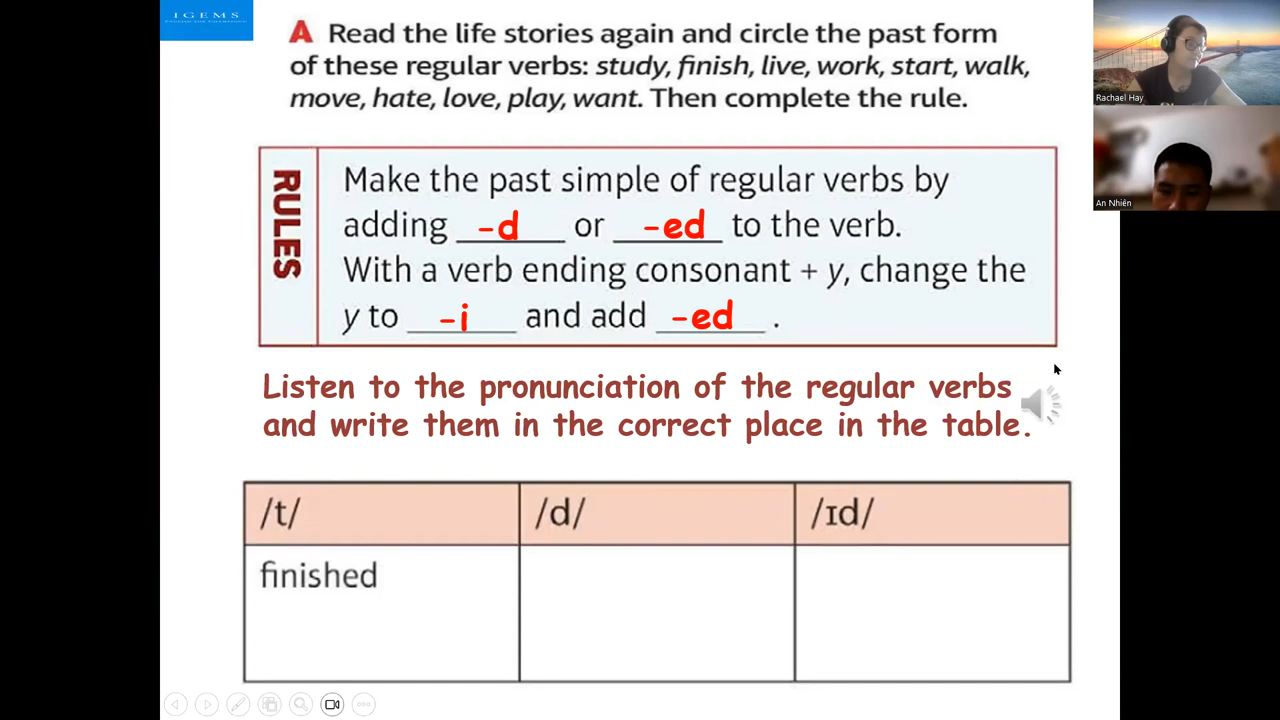 IGEMS
A Read the life stories again and circle the past form
of these regular verbs: study, finish, live, work, start, walk,
move, hate, love, play, want. Then complete the rule.
RULES
Make the past simple of regular verbs by
adding -d or -ed to the verb.
With a verb ending consonant + y, change the
y to -i and add -ed .
Listen to the pronunciation of the regular verbs
and write them in the correct place in the table.
/t/ /d/ /ɪd/
finished
Rachael Hay
An Nhiên